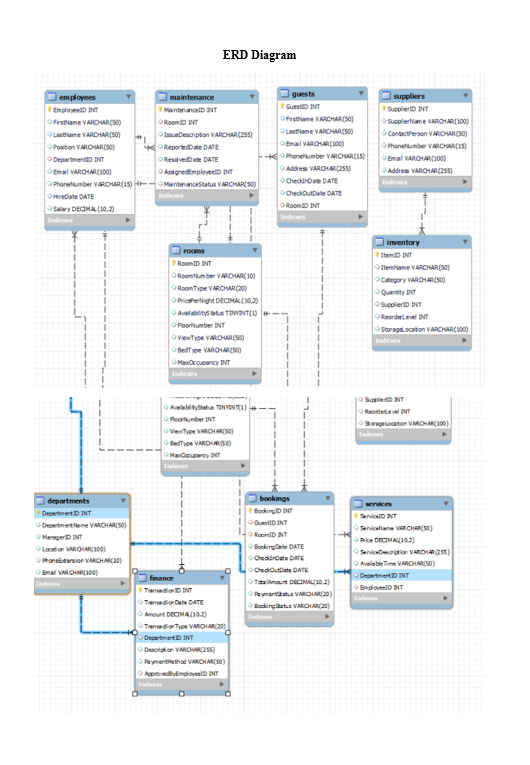 ERD Diagram
employees
EmployeeID INT
FirstName VARCHAR(50)
LastName VARCHAR(50)
Position VARCHAR(50)
DepartmentID INT
Email VARCHAR(100)
PhoneNumber VARCHAR(15)
HireDate DATE
Salary DECIMAL(10,2)
Indexes
maintenance
MaintenanceID INT
RoomID INT
IssueDescription VARCHAR(255)
ReportedDate DATE
ResolvedDate DATE
AssignedEmployeeID INT
MaintenanceStatus VARCHAR(50)
Indexes
guests
GuestID INT
FirstName VARCHAR(50)
LastName VARCHAR(50)
Email VARCHAR(100)
PhoneNumber VARCHAR(15)
Address VARCHAR(255)
CheckInDate DATE
CheckOutDate DATE
RoomID INT
Indexes
suppliers
SupplierID INT
SupplierName VARCHAR(100)
ContactPerson VARCHAR(50)
PhoneNumber VARCHAR(15)
Email VARCHAR(100)
Address VARCHAR(255)
Indexes
rooms
RoomID INT
RoomNumber VARCHAR(10)
RoomType VARCHAR(20)
PricePerNight DECIMAL(10,2)
AvailabilityStatus TINYINT(1)
FloorNumber INT
ViewType VARCHAR(50)
BedType VARCHAR(50)
MaxOccupancy INT
Indexes
inventory
ItemID INT
ItemName VARCHAR(50)
Category VARCHAR(50)
Quantity INT
SupplierID INT
ReorderLevel INT
StorageLocation VARCHAR(100)
Indexes
AvailabilityStatus TINYINT(1)
FloorNumber INT
ViewType VARCHAR(50)
BedType VARCHAR(50)
MaxOccupancy INT
Indexes
SupplierID INT
ReorderLevel INT
StorageLocation VARCHAR(100)
Indexes
departments
DepartmentID INT
DepartmentName VARCHAR(50)
ManagerID INT
Location VARCHAR(100)
PhoneExtension VARCHAR(10)
Email VARCHAR(100)
Indexes
finance
TransactionID INT
TransactionDate DATE
Amount DECIMAL(10,2)
TransactionType VARCHAR(20)
DepartmentID INT
Description VARCHAR(255)
PaymentMethod VARCHAR(50)
ApprovedByEmployeeID INT
Indexes
bookings
BookingID INT
GuestID INT
RoomID INT
BookingDate DATE
CheckInDate DATE
CheckOutDate DATE
TotalAmount DECIMAL(10,2)
PaymentStatus VARCHAR(20)
BookingStatus VARCHAR(20)
Indexes
services
ServiceID INT
ServiceName VARCHAR(50)
Price DECIMAL(10,2)
ServiceDescription VARCHAR(255)
AvailableTime VARCHAR(50)
DepartmentID INT
EmployeeID INT
Indexes